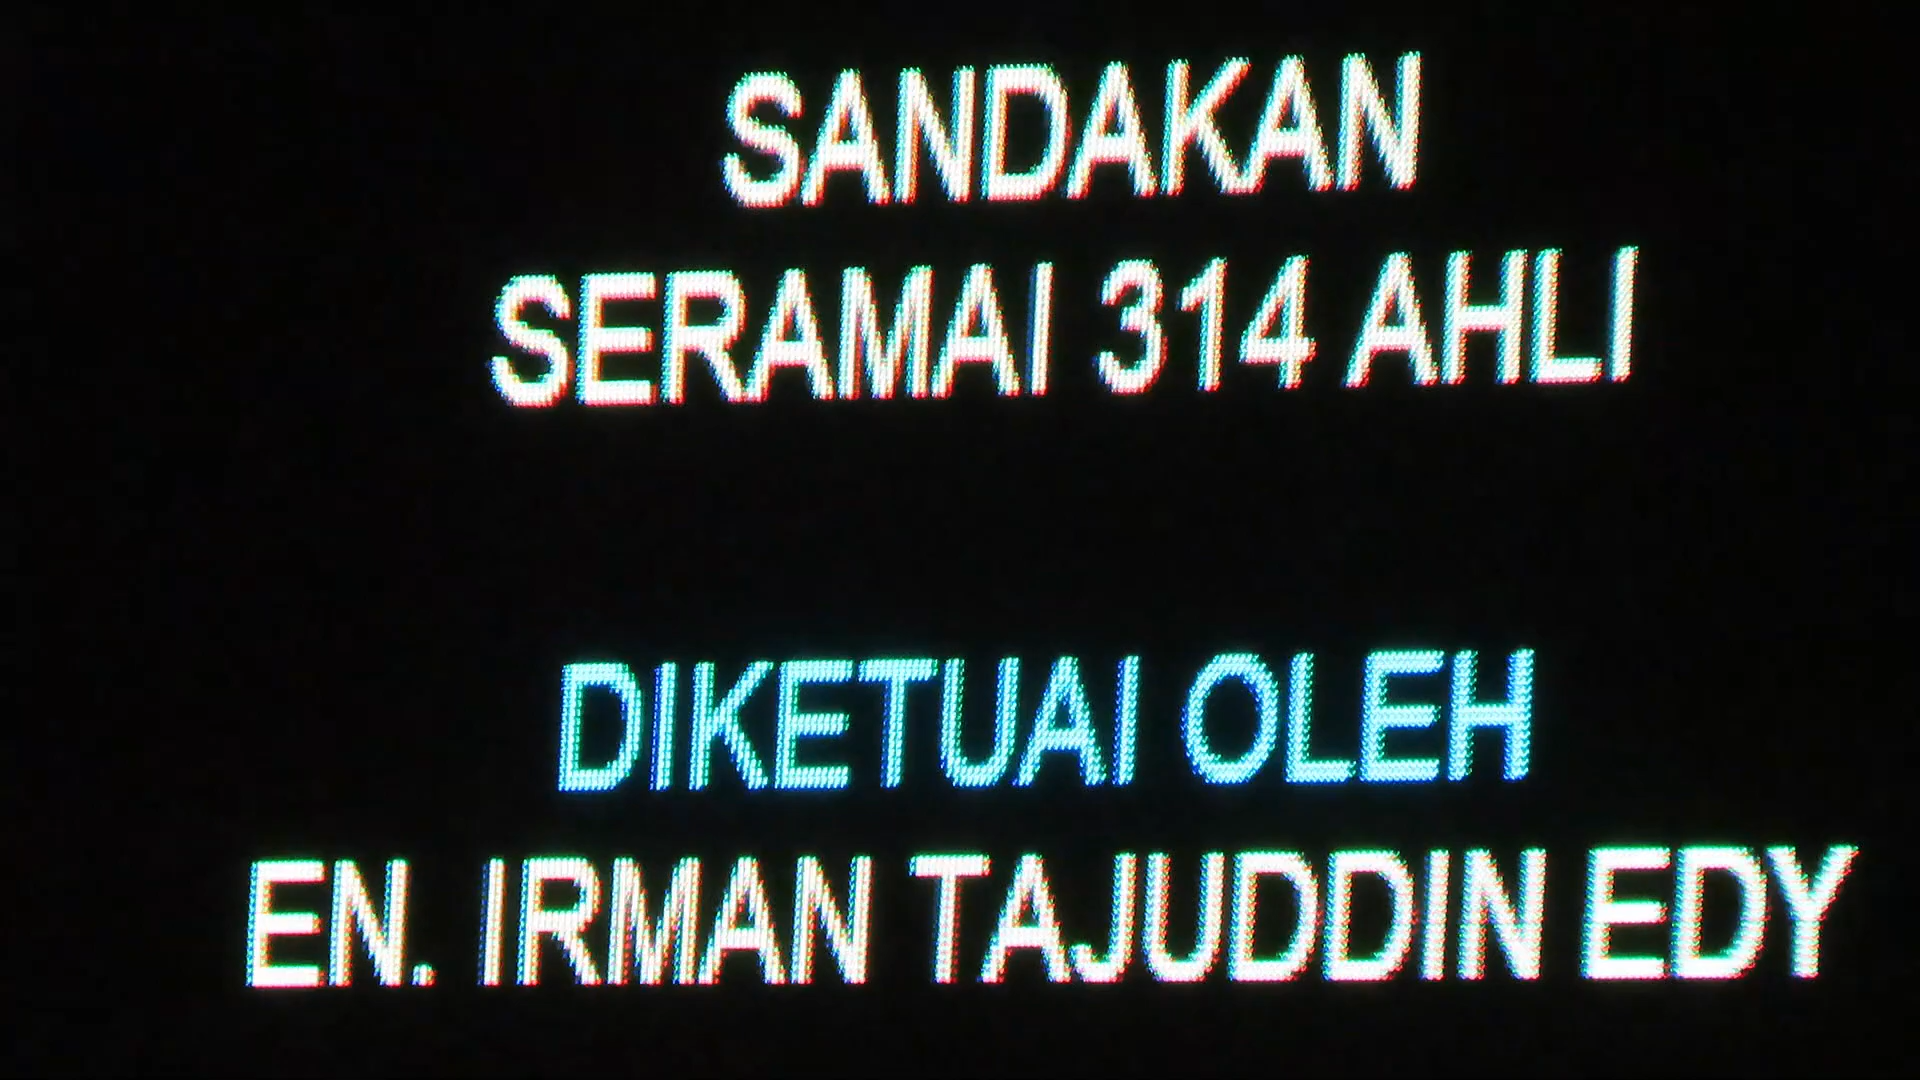 SANDAKAN
SERAMAI 314 AHLI
DIKETUAI OLEH
EN. IRMAN TAJUDDIN EDY